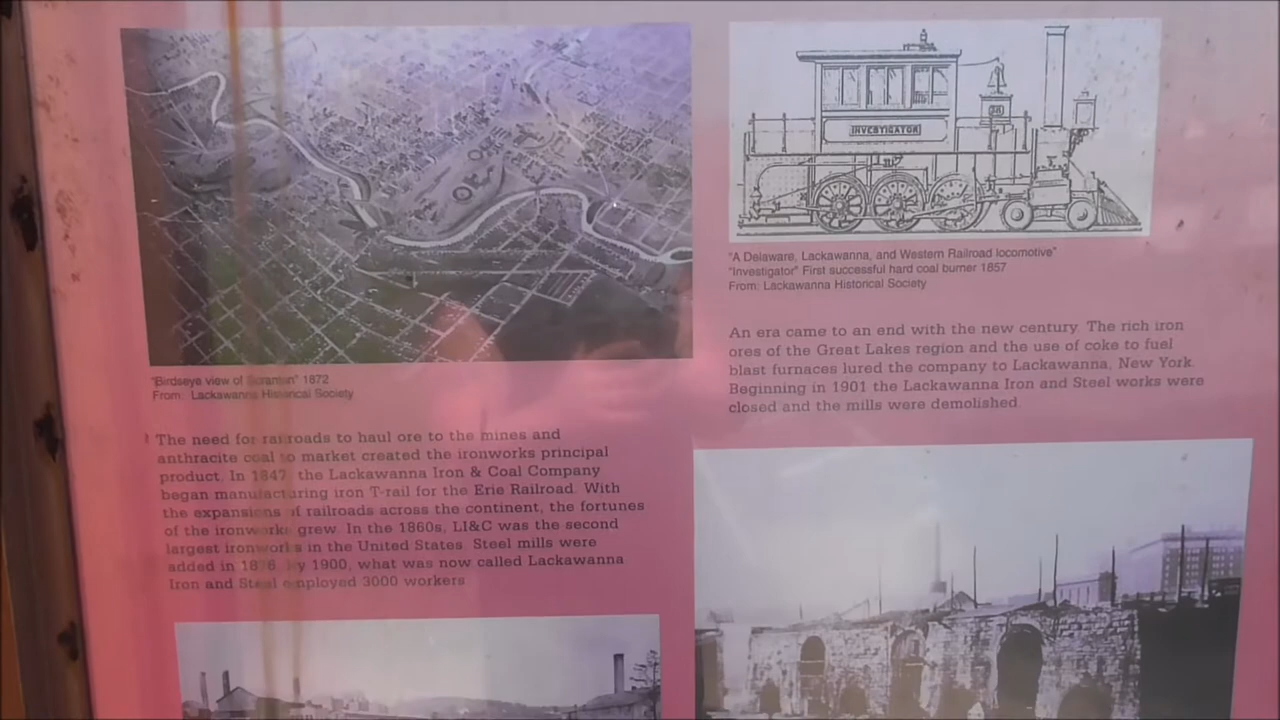 "Birdseye view of Scranton" 1872
From: Lackawanna Historical Society
The need for railroads to haul ore to the mines and
anthracite coal to market created the ironworks principal
product. In 1847, the Lackawanna Iron & Coal Company
began manufacturing iron T-rail for the Erie Railroad. With
the expansions of railroads across the continent, the fortunes
of the ironworks grew. In the 1860s, LI&C was the second
largest ironworks in the United States. Steel mills were
added in by 1900, what was now called Lackawanna
Iron and Steel employed 3000 workers
INVESTIGATOR
"A Delaware, Lackawanna, and Western Railroad locomotive"
"Investigator" First successful hard coal burner 1857
From: Lackawanna Historical Society
An era came to an end with the new century. The rich iron
ores of the Great Lakes region and the use of coke to fuel
blast furnaces lured the company to Lackawanna, New York.
Beginning in 1901 the Lackawanna Iron and Steel works were
closed and the mills were demolished.